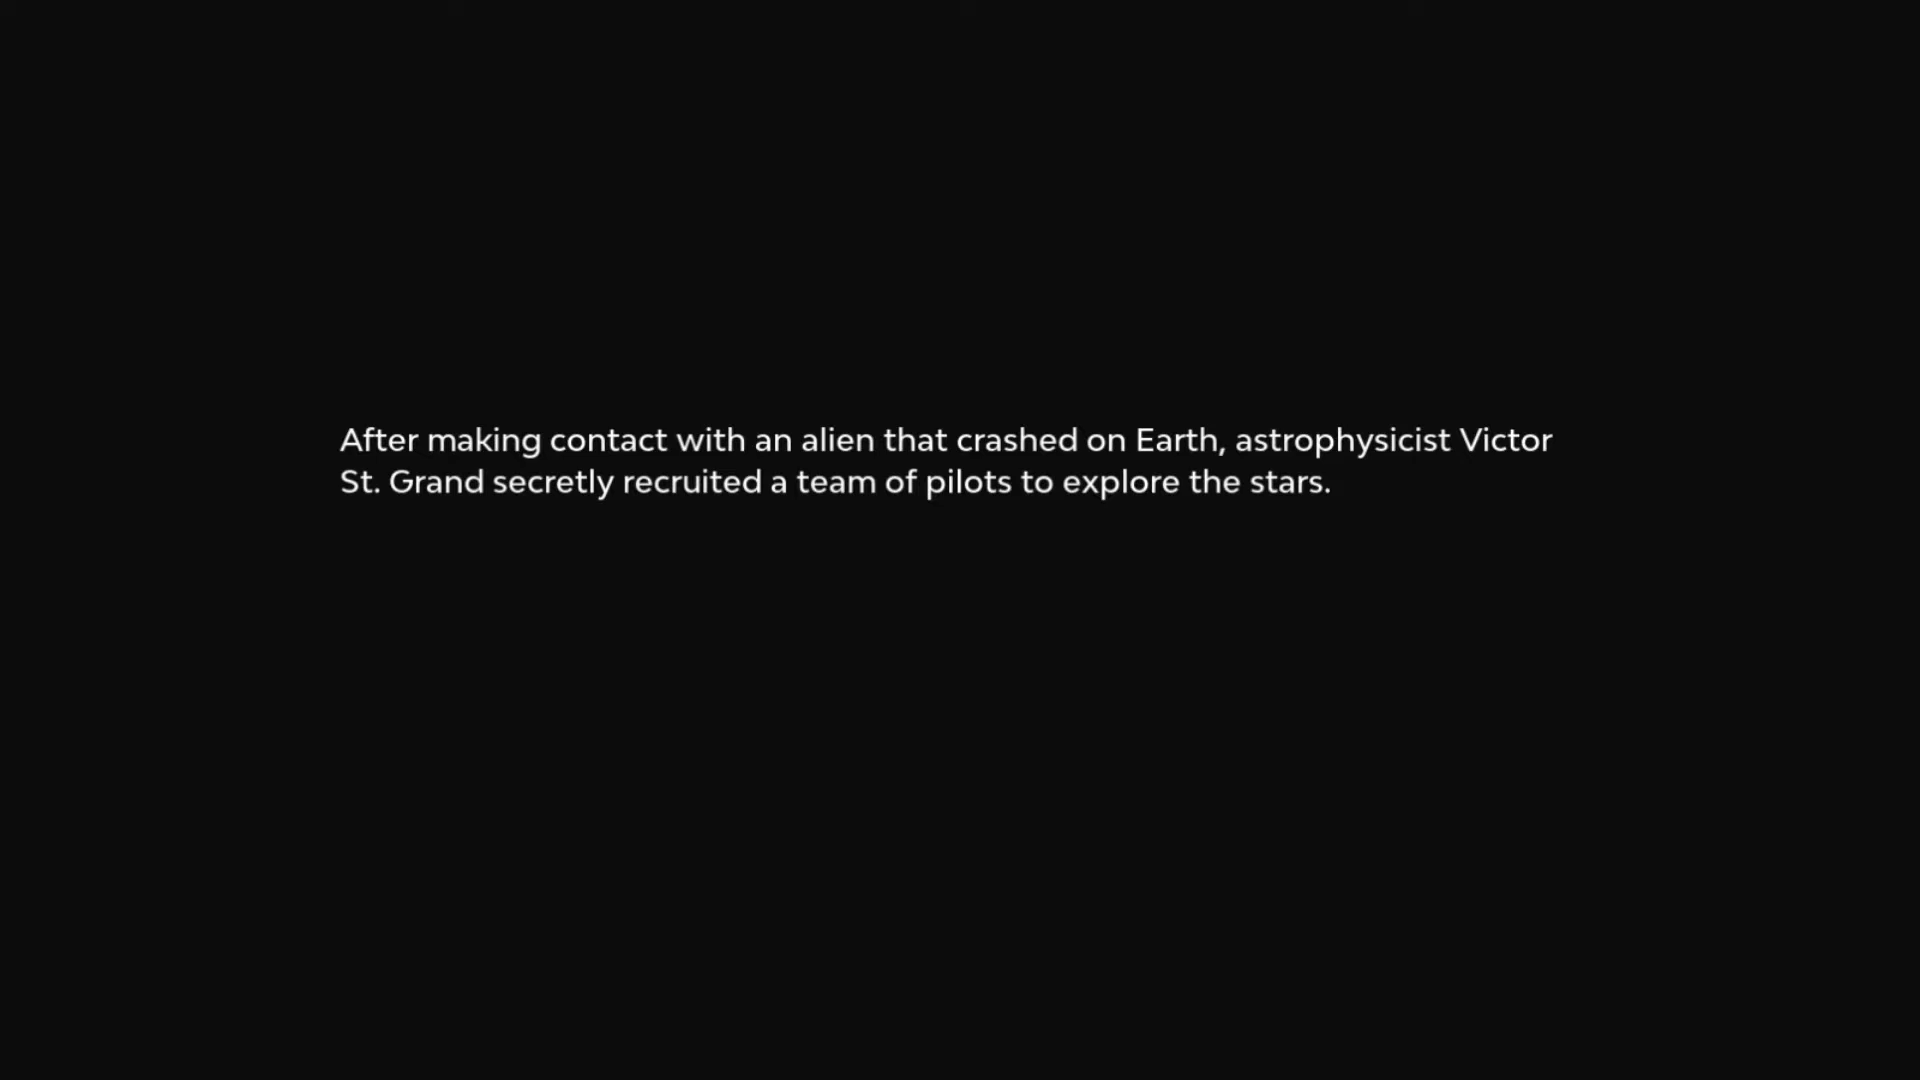 After making contact with an alien that crashed on Earth, astrophysicist Victor
St. Grand secretly recruited a team of pilots to explore the stars.